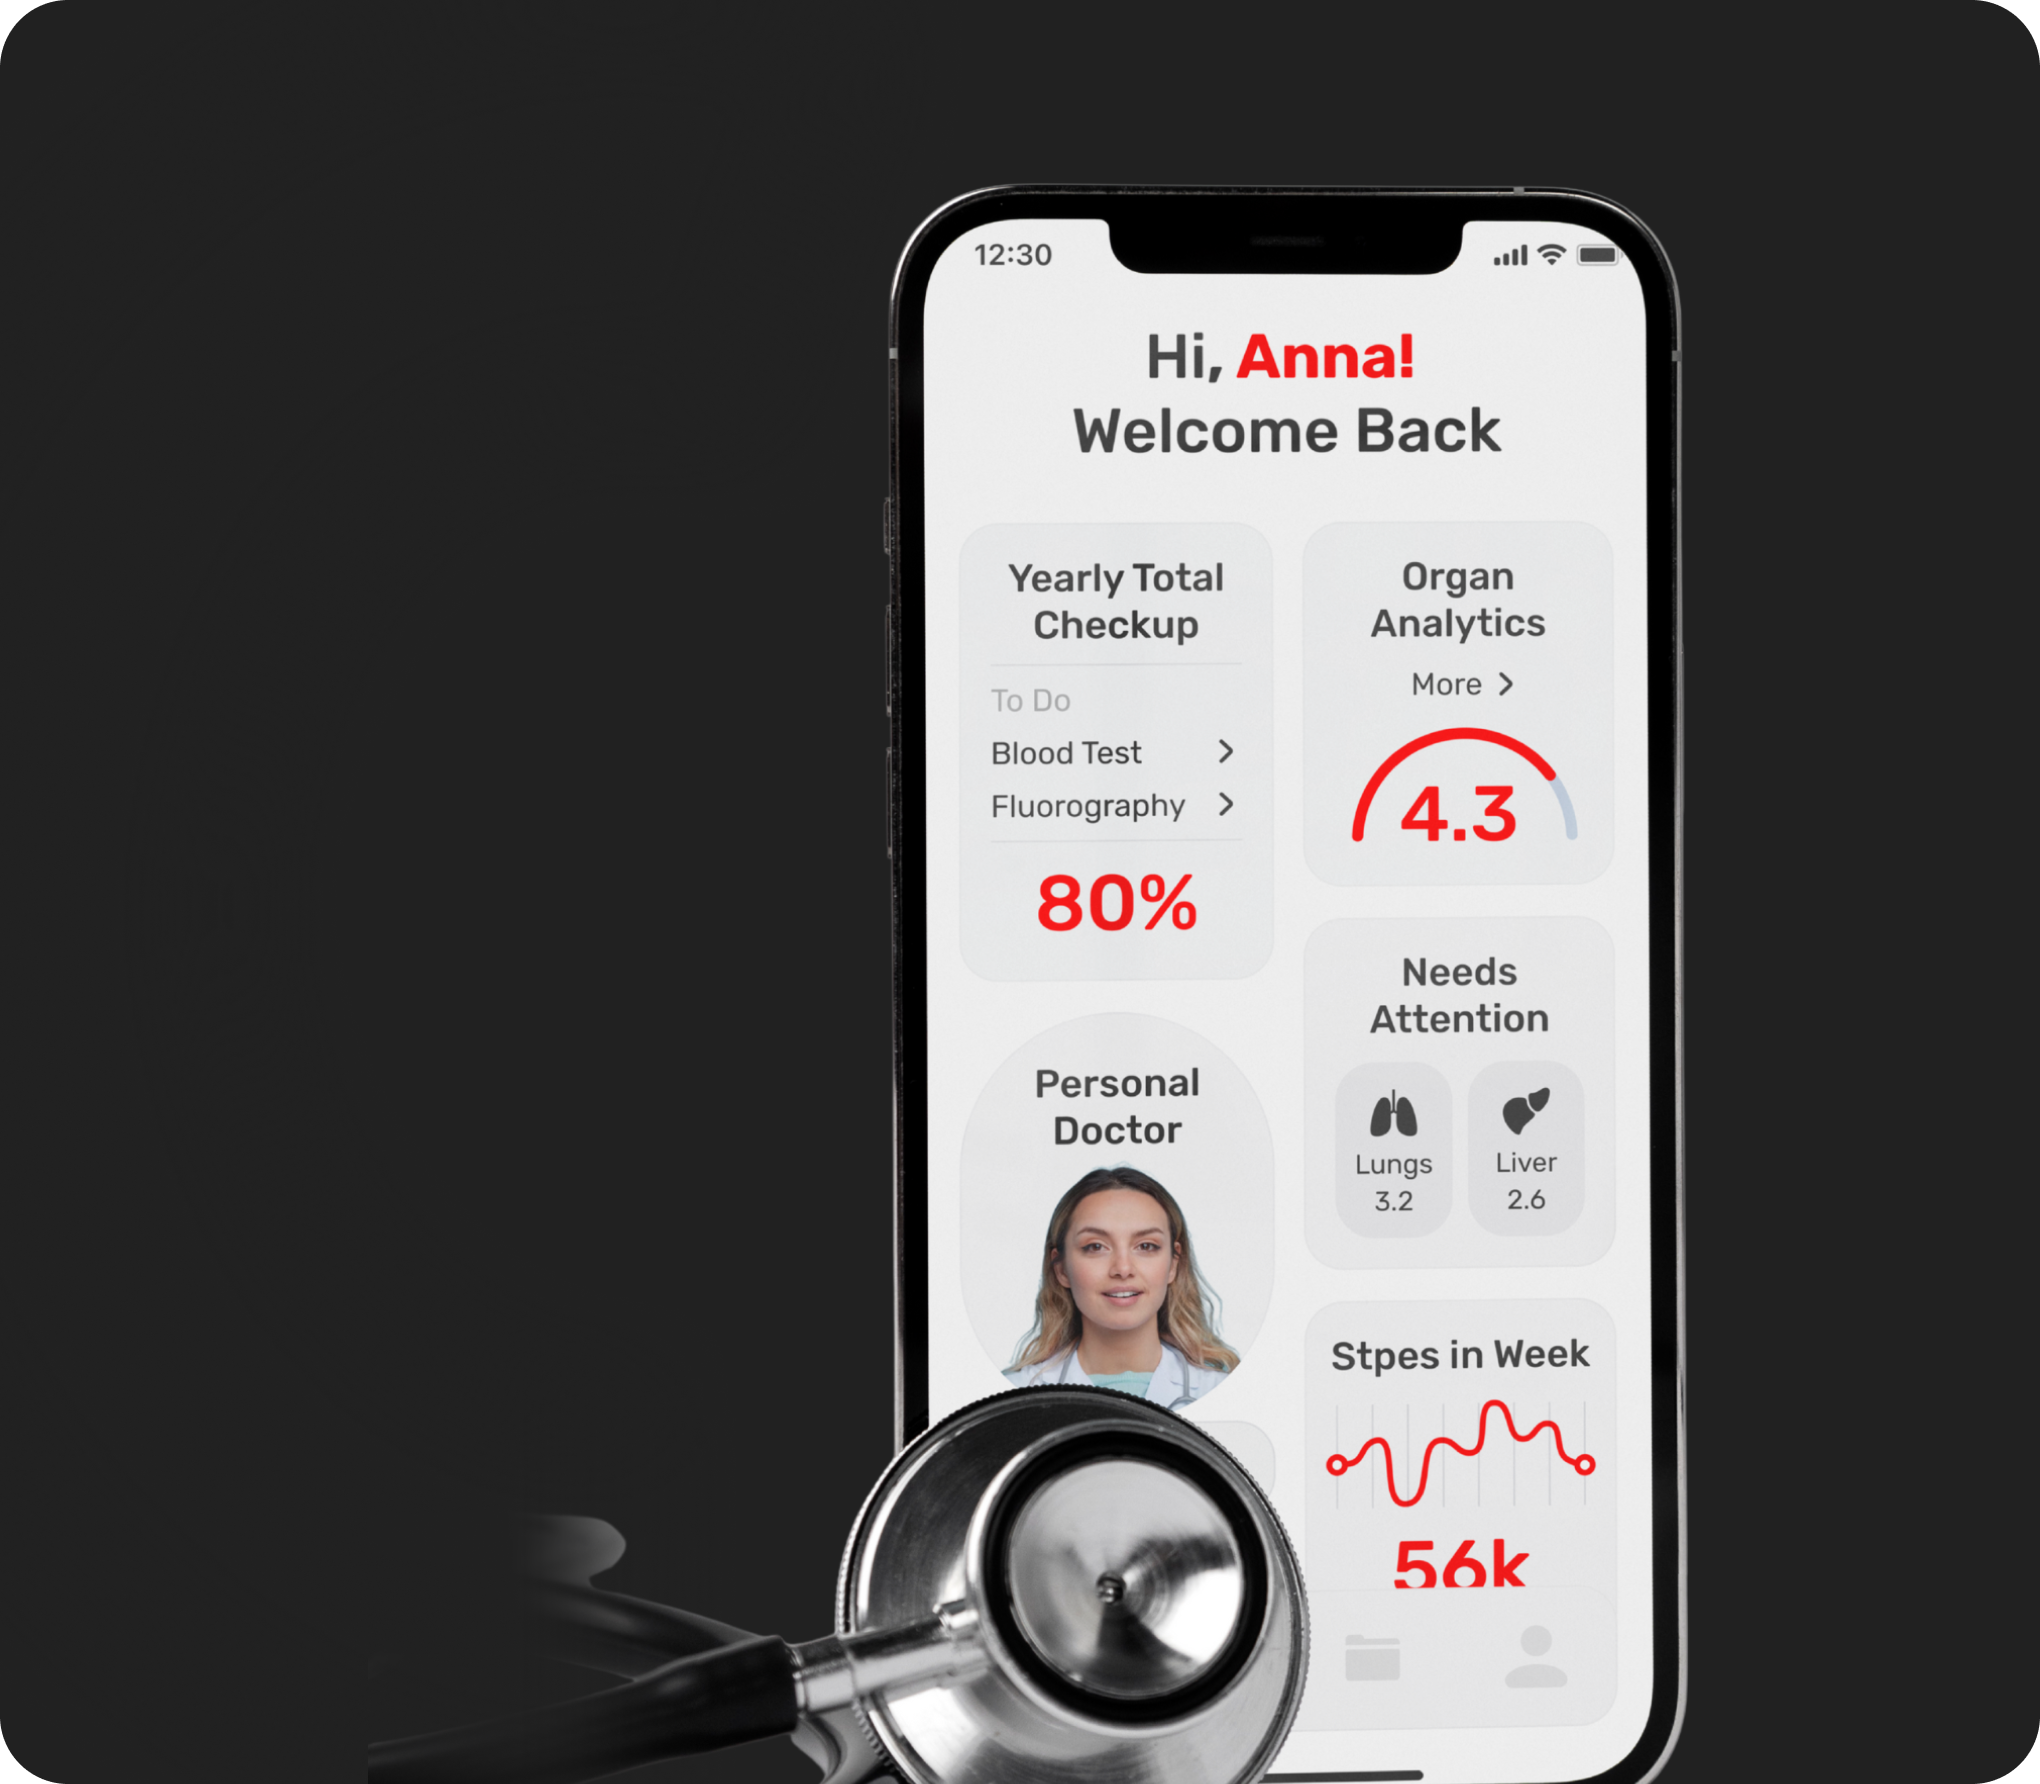 12:30
Hi, Anna!
Welcome Back
Yearly Total
Checkup
To Do
Blood Test
Fluorography
80%
Organ
Analytics
More
4.3
Needs
Attention
Lungs
3.2
Liver
2.6
Personal
Doctor
Stpes in Week
56k